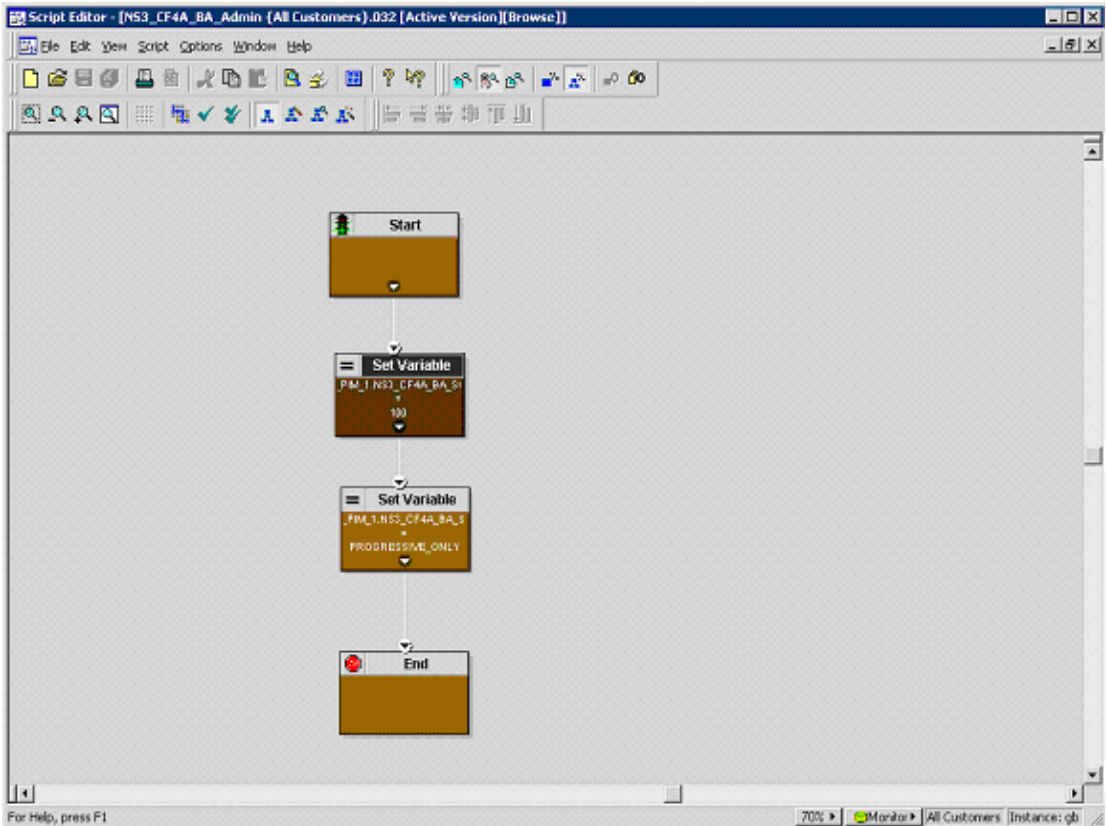 Script Editor - [NS3_CF4A_BA_Admin {All Customers}.032 [Active Version][Browse]]
File Edit View Script Options Window Help
Start
Set Variable
_PIM_1.NS3_CF4A_BA_S
=
100
Set Variable
_PIM_1.NS3_CF4A_BA_S
=
PROGRESSIVE_ONLY
End
For Help, press F1
70% Monitor All Customers Instance: gb